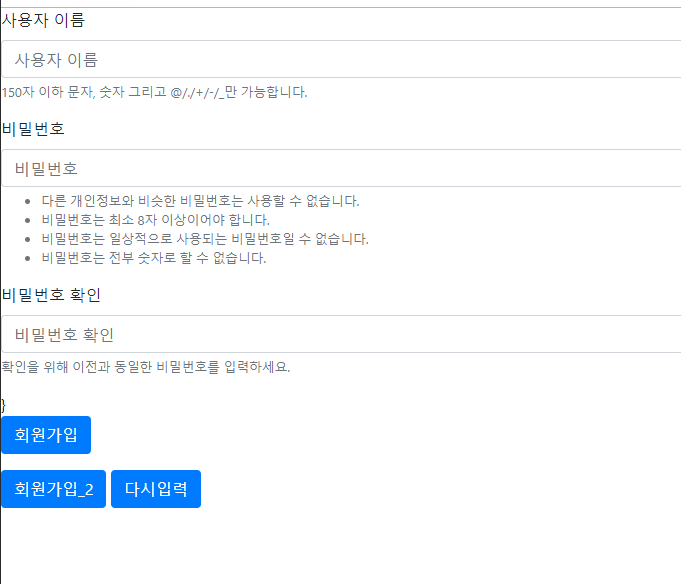 사용자 이름
사용자 이름
150자 이하 문자, 숫자 그리고 @/./+/-/_만 가능합니다.
비밀번호
비밀번호
• 다른 개인정보와 비슷한 비밀번호는 사용할 수 없습니다.
• 비밀번호는 최소 8자 이상이어야 합니다.
• 비밀번호는 일상적으로 사용되는 비밀번호일 수 없습니다.
• 비밀번호는 전부 숫자로 할 수 없습니다.
비밀번호 확인
비밀번호 확인
확인을 위해 이전과 동일한 비밀번호를 입력하세요.
}
회원가입
회원가입_2 다시입력